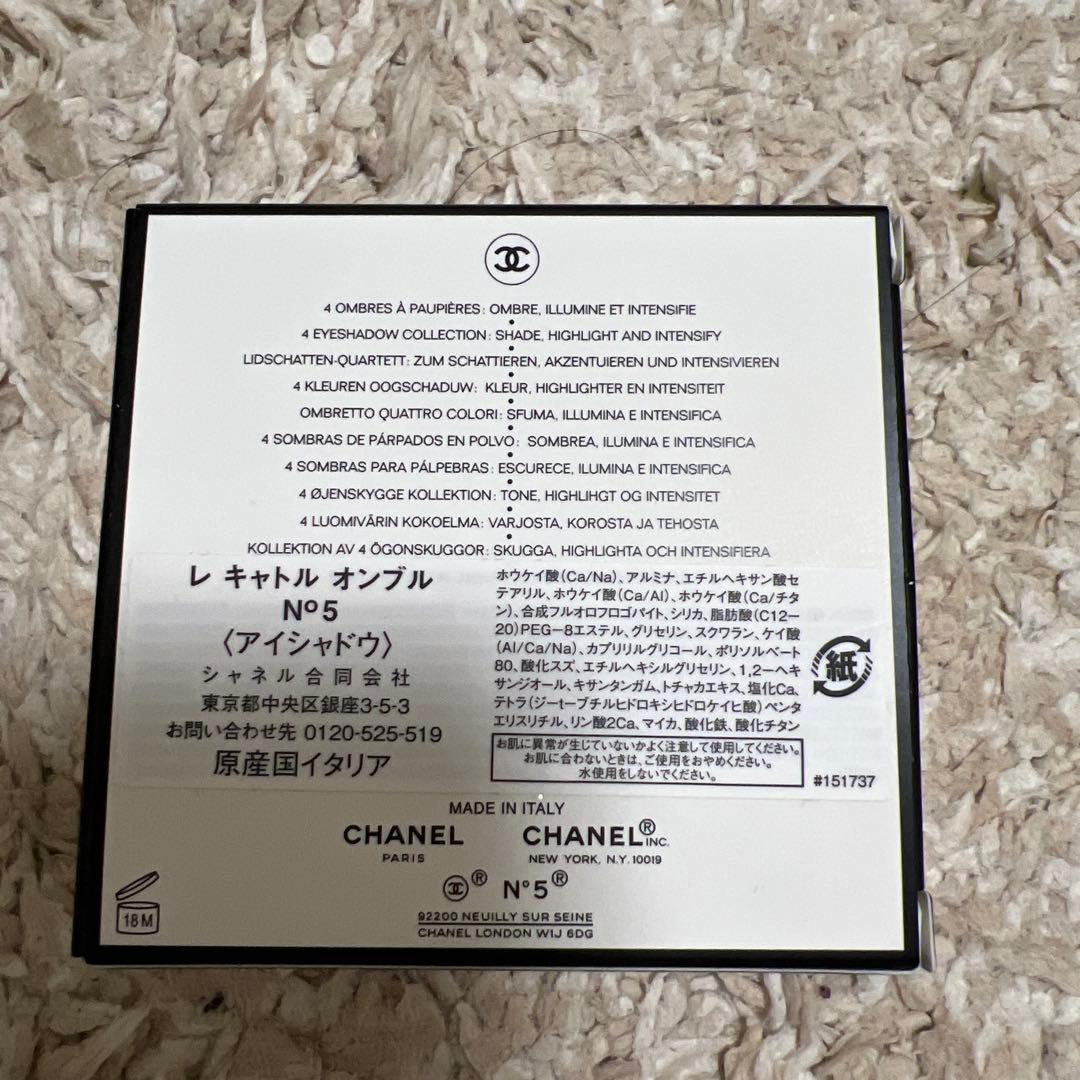 4 OMBRES À PAUPIÈRES: OMBRE, ILLUMINE ET INTENSIFIE
4 EYESHADOW COLLECTION: SHADE, HIGHLIGHT AND INTENSIFY
LIDSCHATTEN-QUARTETT: ZUM SCHATTIEREN, AKZENTUIEREN UND INTENSIVIEREN
4 KLEUREN OOGSCHADUW: KLEUR, HIGHLIGHTER EN INTENSITEIT
OMBRETTO QUATTRO COLORI: SFUMA, ILLUMINA E INTENSIFICA
4 SOMBRAS DE PÁRPADOS EN POLVO: SOMBREA, ILUMINA E INTENSIFICA
4 SOMBRAS PARA PÁLPEBRAS: ESCURECE, ILUMINA E INTENSIFICA
4 ØJENSKYGGE KOLLEKTION: TONE, HIGHLIHGT OG INTENSITET
4 LUOMIVÄRIN KOKOELMA: VARJOSTA, KOROSTA JA TEHOSTA
KOLLEKTION AV 4 ÖGONSKUGGOR: SKUGGA, HIGHLIGHTA OCH INTENSIFIERA
レ キャトル オンブル
Nº5
〈アイシャドウ〉
シャネル合同会社
東京都中央区銀座3-5-3
お問い合わせ先 0120-525-519
原産国イタリア
ホウケイ酸(Ca/Na)、アルミナ、エチルヘキサン酸セ
テアリル、ホウケイ酸(Ca/Al)、ホウケイ酸(Ca/チタ
ン)、合成フルオロフロゴパイト、シリカ、脂肪酸(C12-
20)PEG-8エステル、グリセリン、スクワラン、ケイ酸
(Al/Ca/Na)、カプリリルグリコール、ポリソルベート
80、酸化スズ、エチルヘキシルグリセリン、1,2-ヘキ
サンジオール、キサンタンガム、トチャカエキス、塩化Ca、
テトラ(ジ-t-ブチルヒドロキシヒドロケイヒ酸)ペンタ
エリスリチル、リン酸2Ca、マイカ、酸化鉄、酸化チタン
お肌に異常が生じていないかよく注意して使用してください。
お肌に合わないときは、ご使用をおやめください。
水使用をしないでください。
紙
#151737
MADE IN ITALY
CHANEL
PARIS
CHANEL® INC.
NEW YORK, N.Y. 10019
® N°5®
92200 NEUILLY SUR SEINE
CHANEL LONDON W1J 6DG
18 M